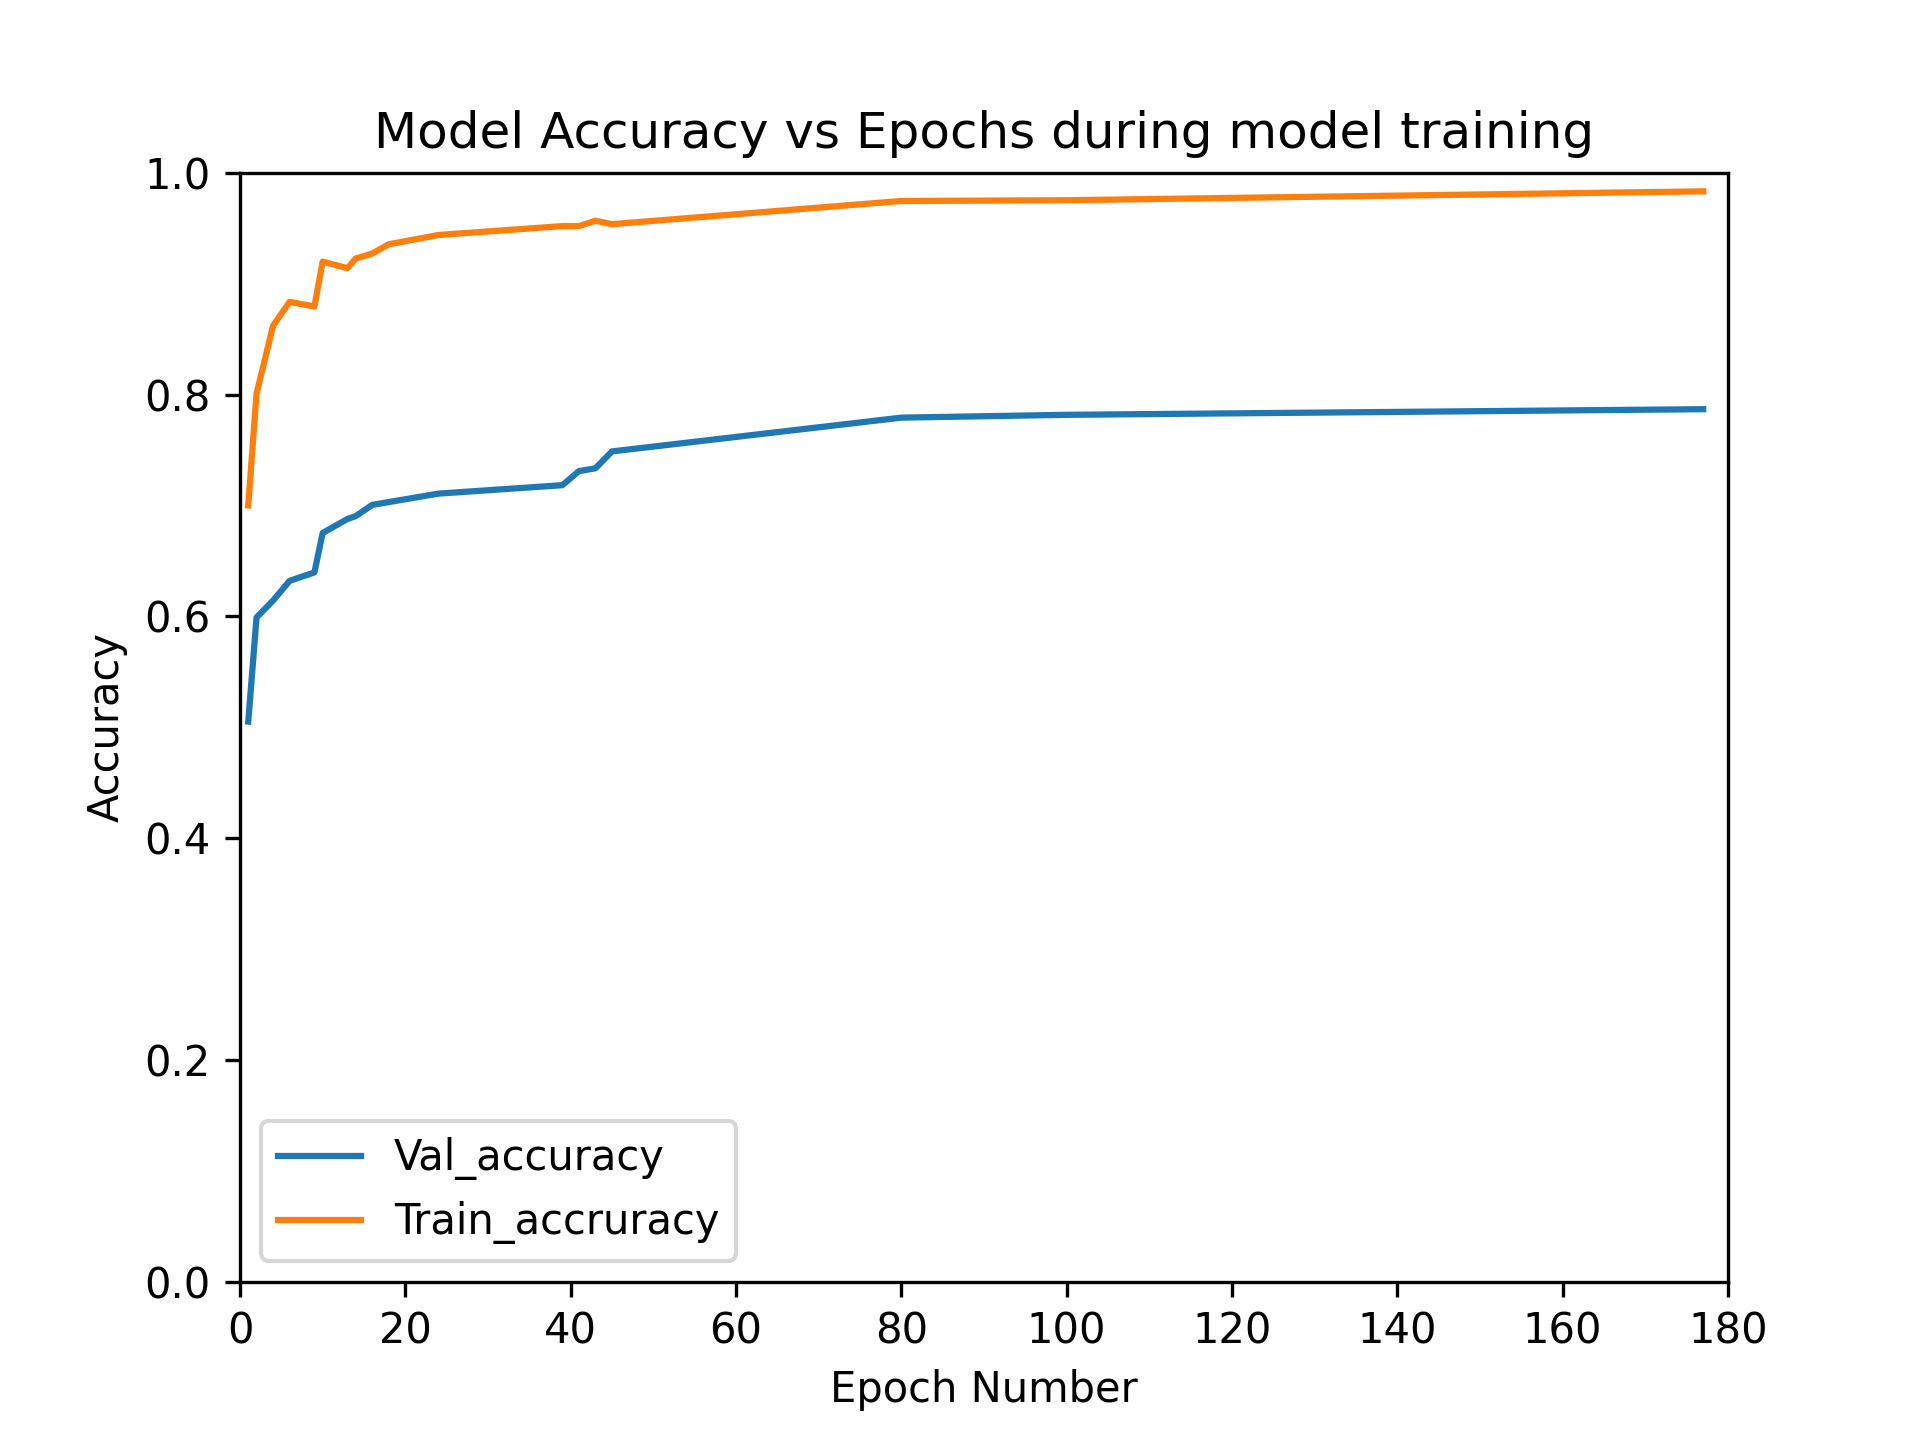 Model Accuracy vs Epochs during model training
1.0
0.8
0.6
0.4
0.2
0.0
Accuracy
Val_accuracy
Train_accruracy
0 20 40 60 80 100 120 140 160 180
Epoch Number